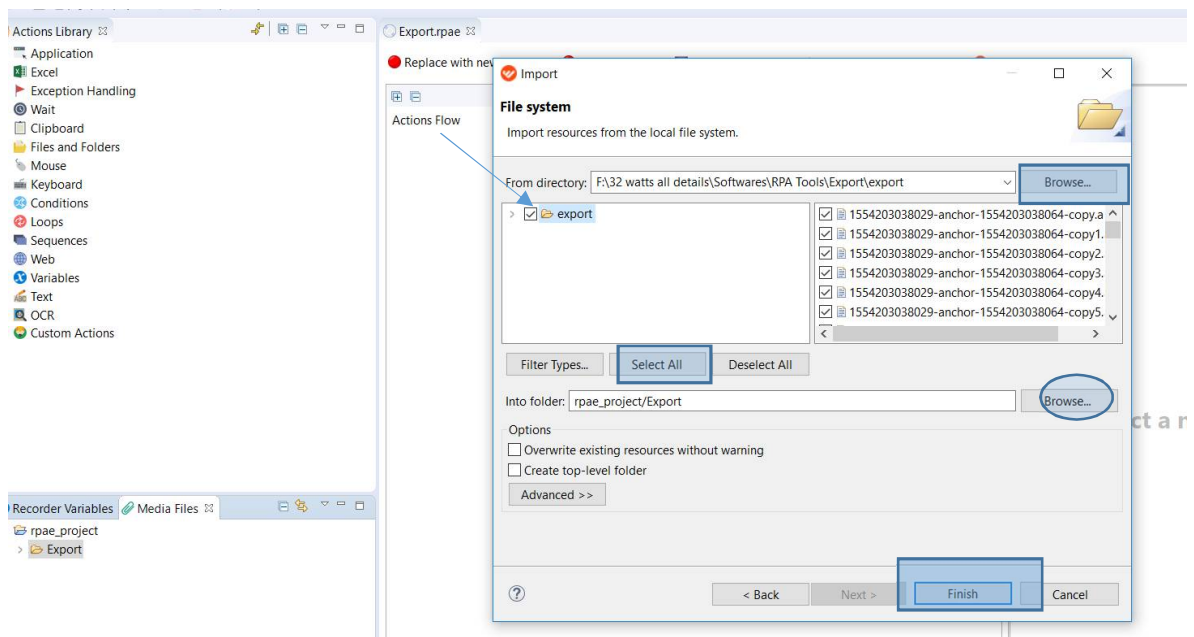 Actions Library
Application
Excel
Exception Handling
Wait
Clipboard
Files and Folders
Mouse
Keyboard
Conditions
Loops
Sequences
Web
Variables
Text
OCR
Custom Actions
Recorder Variables Media Files
rpae_project
Export
Export.rpae
Replace with new
Actions Flow
Import
File system
Import resources from the local file system.
From directory: F:\32 watts all details\Softwares\RPA Tools\Export\export Browse...
export
1554203038029-anchor-1554203038064-copy.a
1554203038029-anchor-1554203038064-copy1.
1554203038029-anchor-1554203038064-copy2.
1554203038029-anchor-1554203038064-copy3.
1554203038029-anchor-1554203038064-copy4.
1554203038029-anchor-1554203038064-copy5.
Filter Types... Select All Deselect All
Into folder: rpae_project/Export Browse...
Options
Overwrite existing resources without warning
Create top-level folder
Advanced >>
< Back Next > Finish Cancel
ct a r